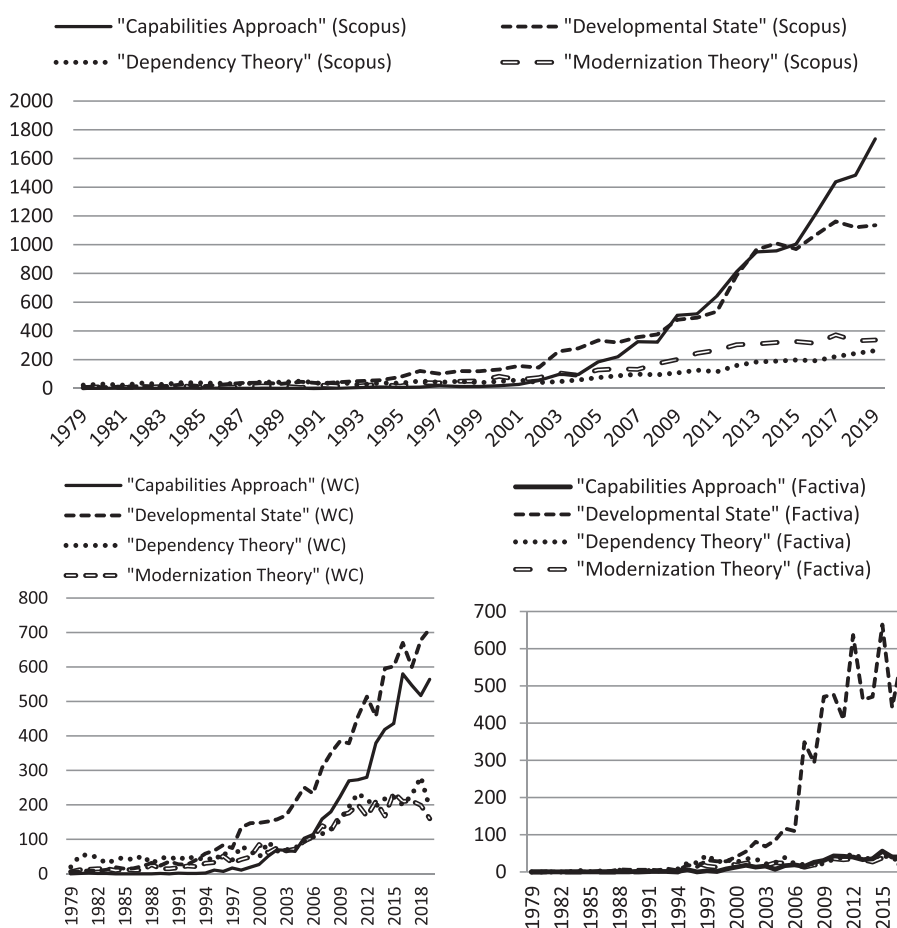 "Capabilities Approach" (Scopus) "Developmental State" (Scopus)
"Dependency Theory" (Scopus) "Modernization Theory" (Scopus)
2000
1800
1600
1400
1200
1000
800
600
400
200
0
1979 1981 1983 1985 1987 1989 1991 1993 1995 1997 1999 2001 2003 2005 2007 2009 2011 2013 2015 2017 2019
"Capabilities Approach" (WC)
"Developmental State" (WC)
"Dependency Theory" (WC)
"Modernization Theory" (WC)
800
700
600
500
400
300
200
100
0
1979 1982 1985 1988 1991 1994 1997 2000 2003 2006 2009 2012 2015 2018
"Capabilities Approach" (Factiva)
"Developmental State" (Factiva)
"Dependency Theory" (Factiva)
"Modernization Theory" (Factiva)
700
600
500
400
300
200
100
0
1979 1982 1985 1988 1991 1994 1997 2000 2003 2006 2009 2012 2015